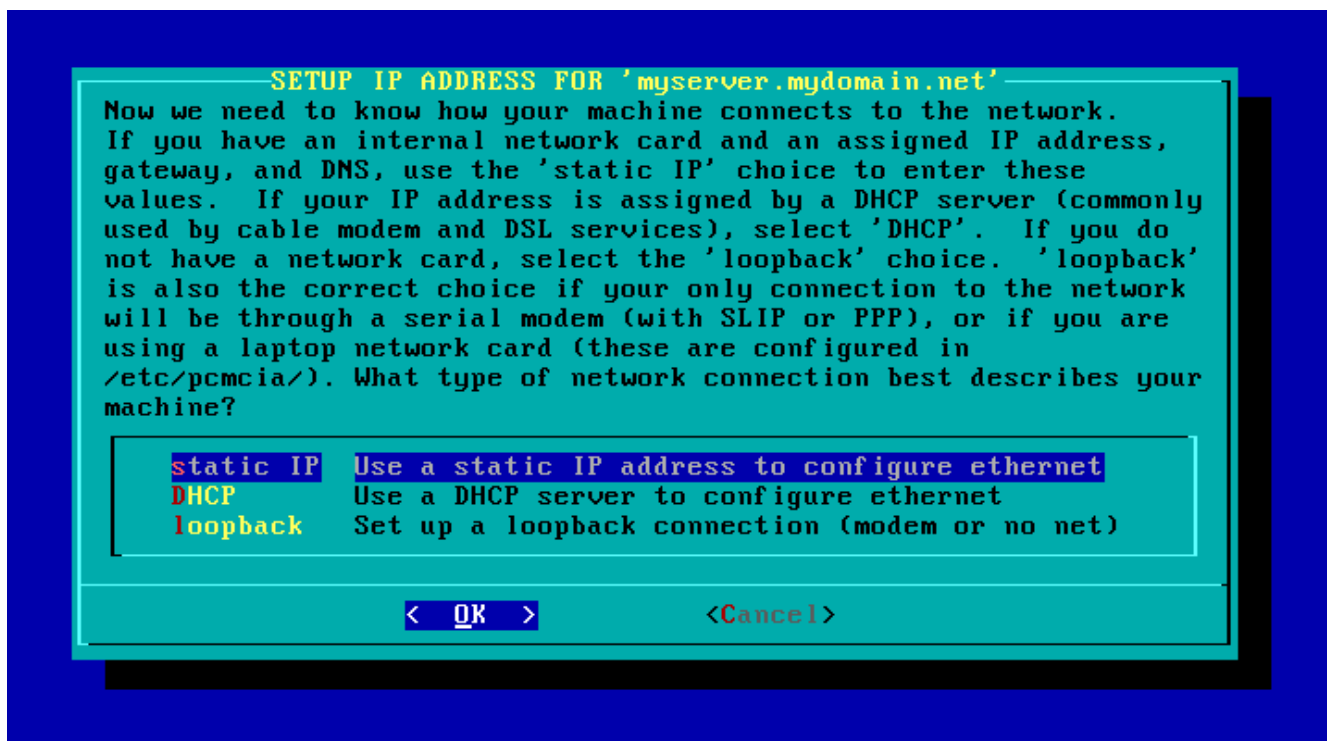 SETUP IP ADDRESS FOR 'myserver.mydomain.net'
Now we need to know how your machine connects to the network.
If you have an internal network card and an assigned IP address,
gateway, and DNS, use the 'static IP' choice to enter these
values.  If your IP address is assigned by a DHCP server (commonly
used by cable modem and DSL services), select 'DHCP'.  If you do
not have a network card, select the 'loopback' choice.  'loopback'
is also the correct choice if your only connection to the network
will be through a serial modem (with SLIP or PPP), or if you are
using a laptop network card (these are configured in
/etc/pcmcia/). What type of network connection best describes your
machine?
static IP  Use a static IP address to configure ethernet
DHCP       Use a DHCP server to configure ethernet
loopback   Set up a loopback connection (modem or no net)
<  OK  >          <Cancel>